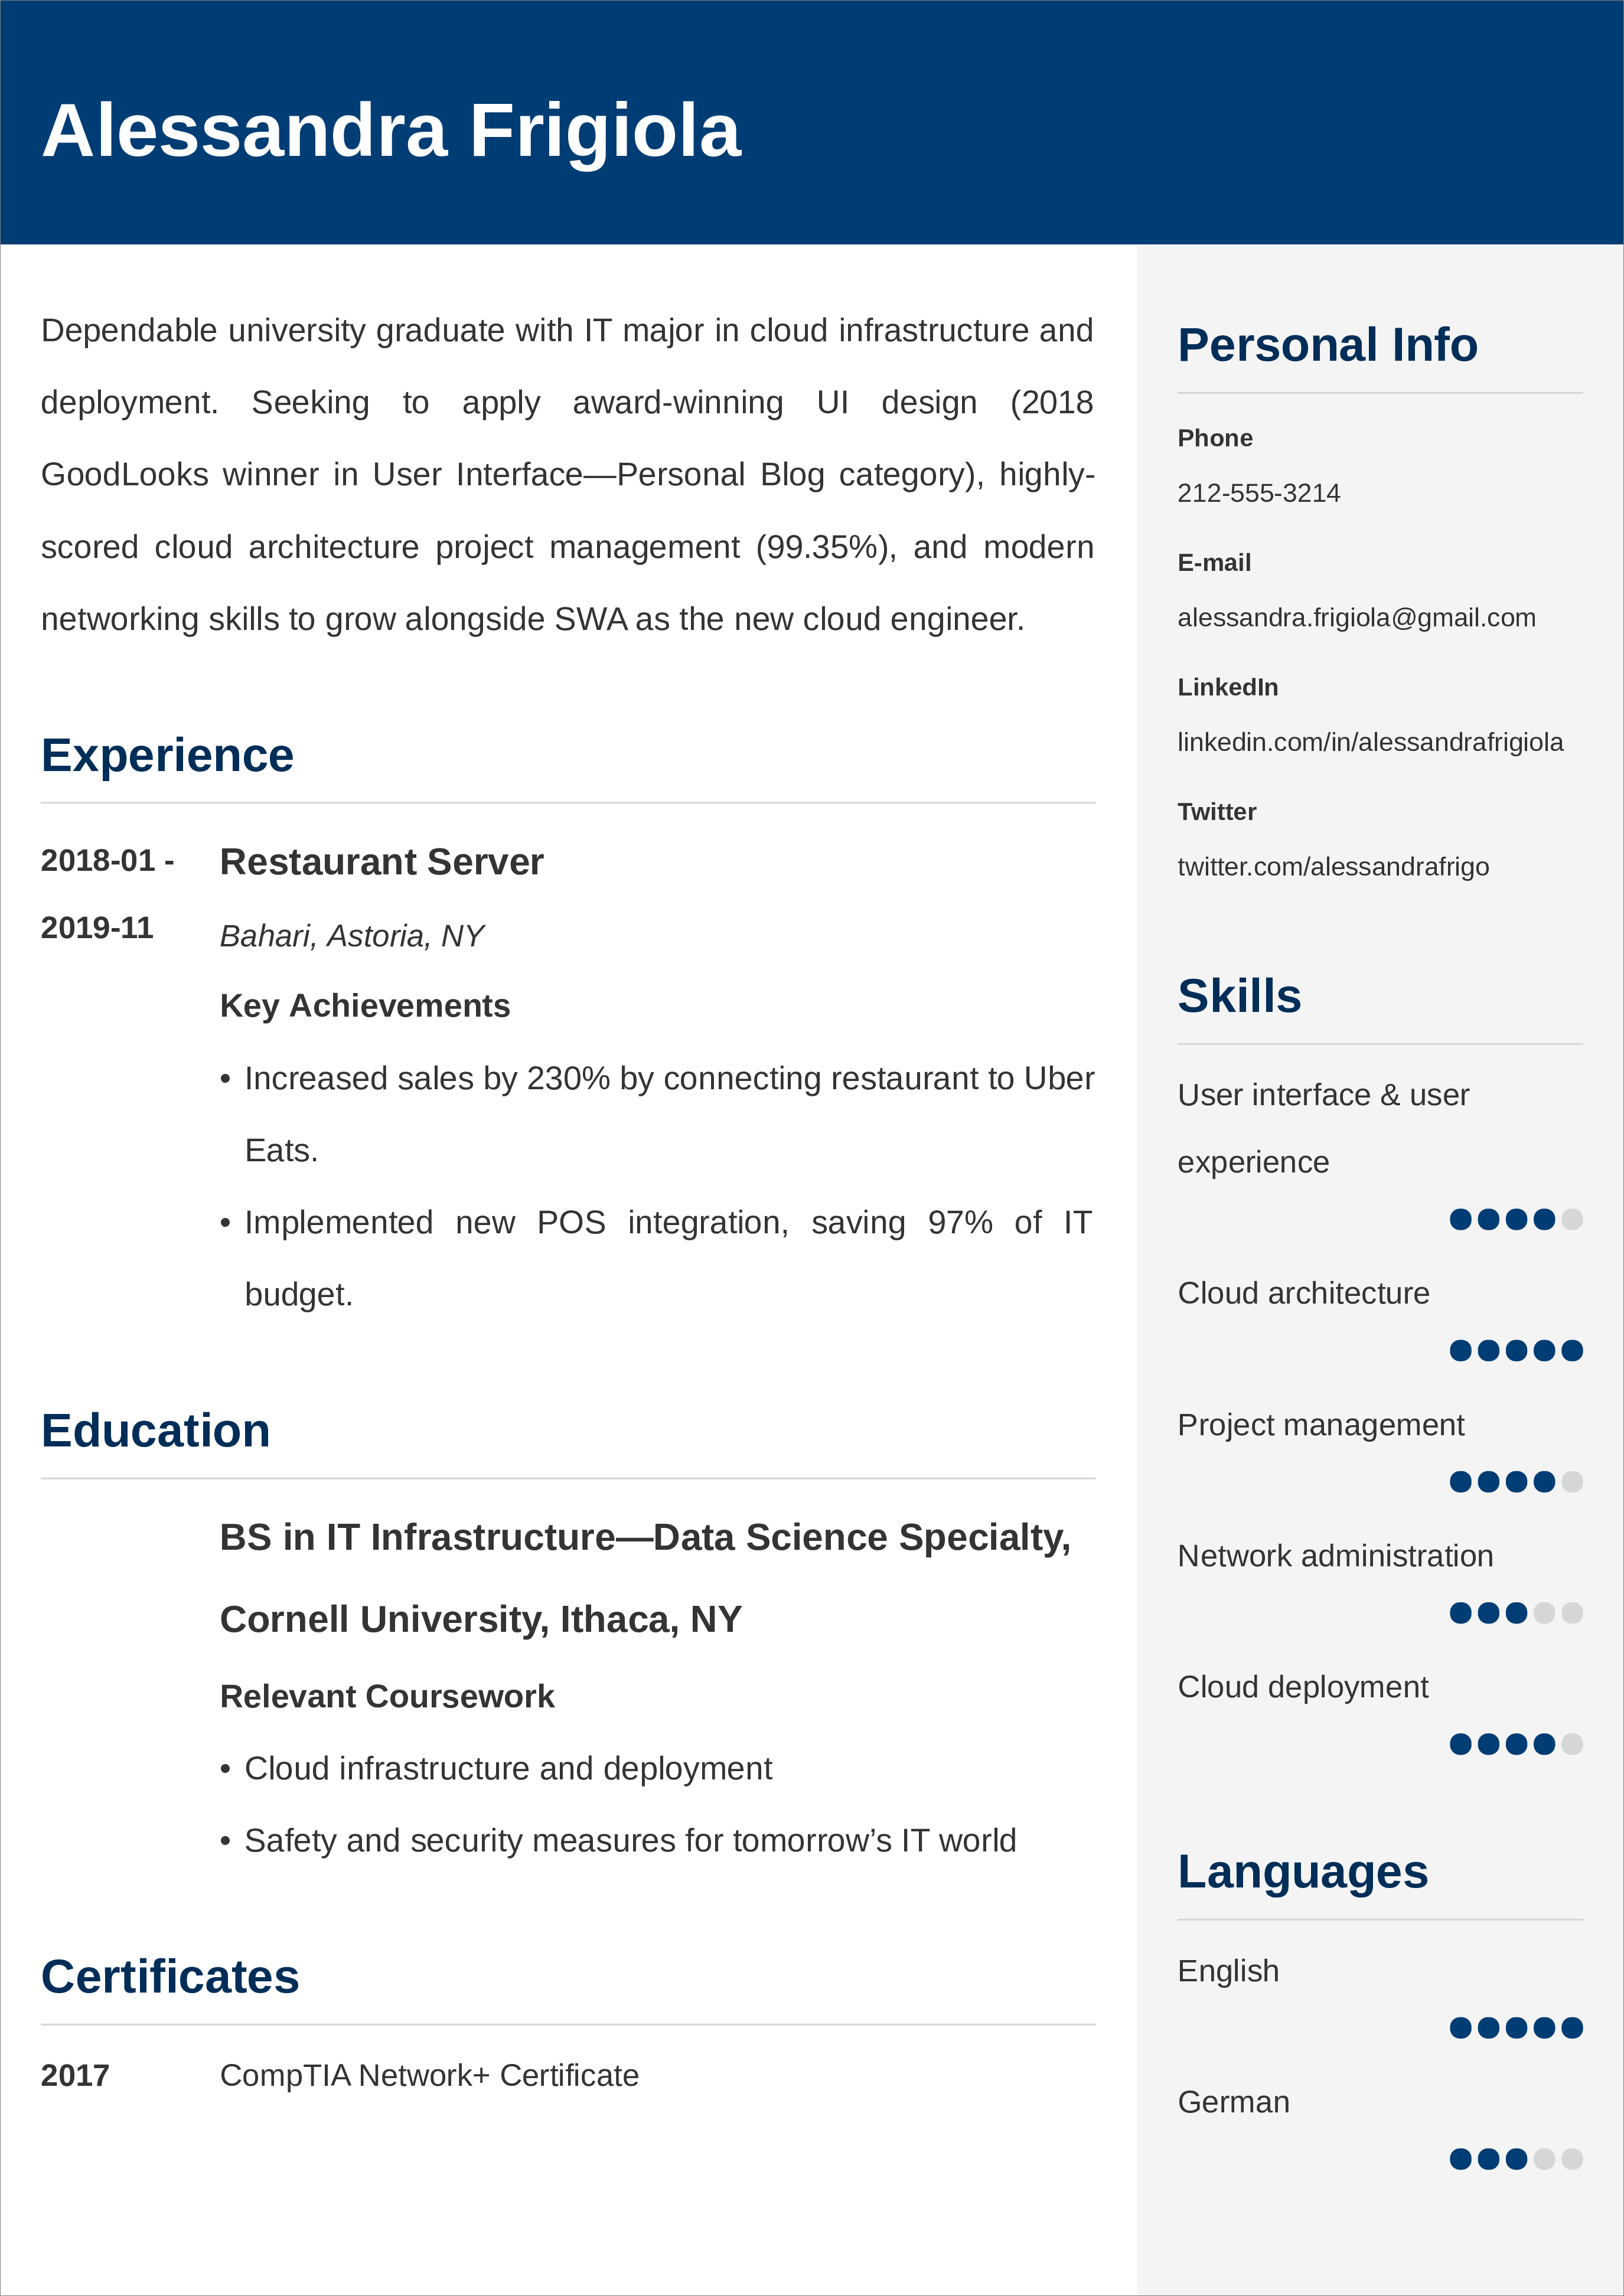 Alessandra Frigiola
Dependable university graduate with IT major in cloud infrastructure and
deployment. Seeking to apply award-winning UI design (2018
GoodLooks winner in User Interface—Personal Blog category), highly-
scored cloud architecture project management (99.35%), and modern
networking skills to grow alongside SWA as the new cloud engineer.
Experience
2018-01 -
2019-11
Restaurant Server
Bahari, Astoria, NY
Key Achievements
• Increased sales by 230% by connecting restaurant to Uber
Eats.
• Implemented new POS integration, saving 97% of IT
budget.
Education
BS in IT Infrastructure—Data Science Specialty,
Cornell University, Ithaca, NY
Relevant Coursework
• Cloud infrastructure and deployment
• Safety and security measures for tomorrow’s IT world
Certificates
2017 CompTIA Network+ Certificate
Personal Info
Phone
212-555-3214
E-mail
alessandra.frigiola@gmail.com
LinkedIn
linkedin.com/in/alessandrafrigiola
Twitter
twitter.com/alessandrafrigo
Skills
User interface & user
experience
Cloud architecture
Project management
Network administration
Cloud deployment
Languages
English
German